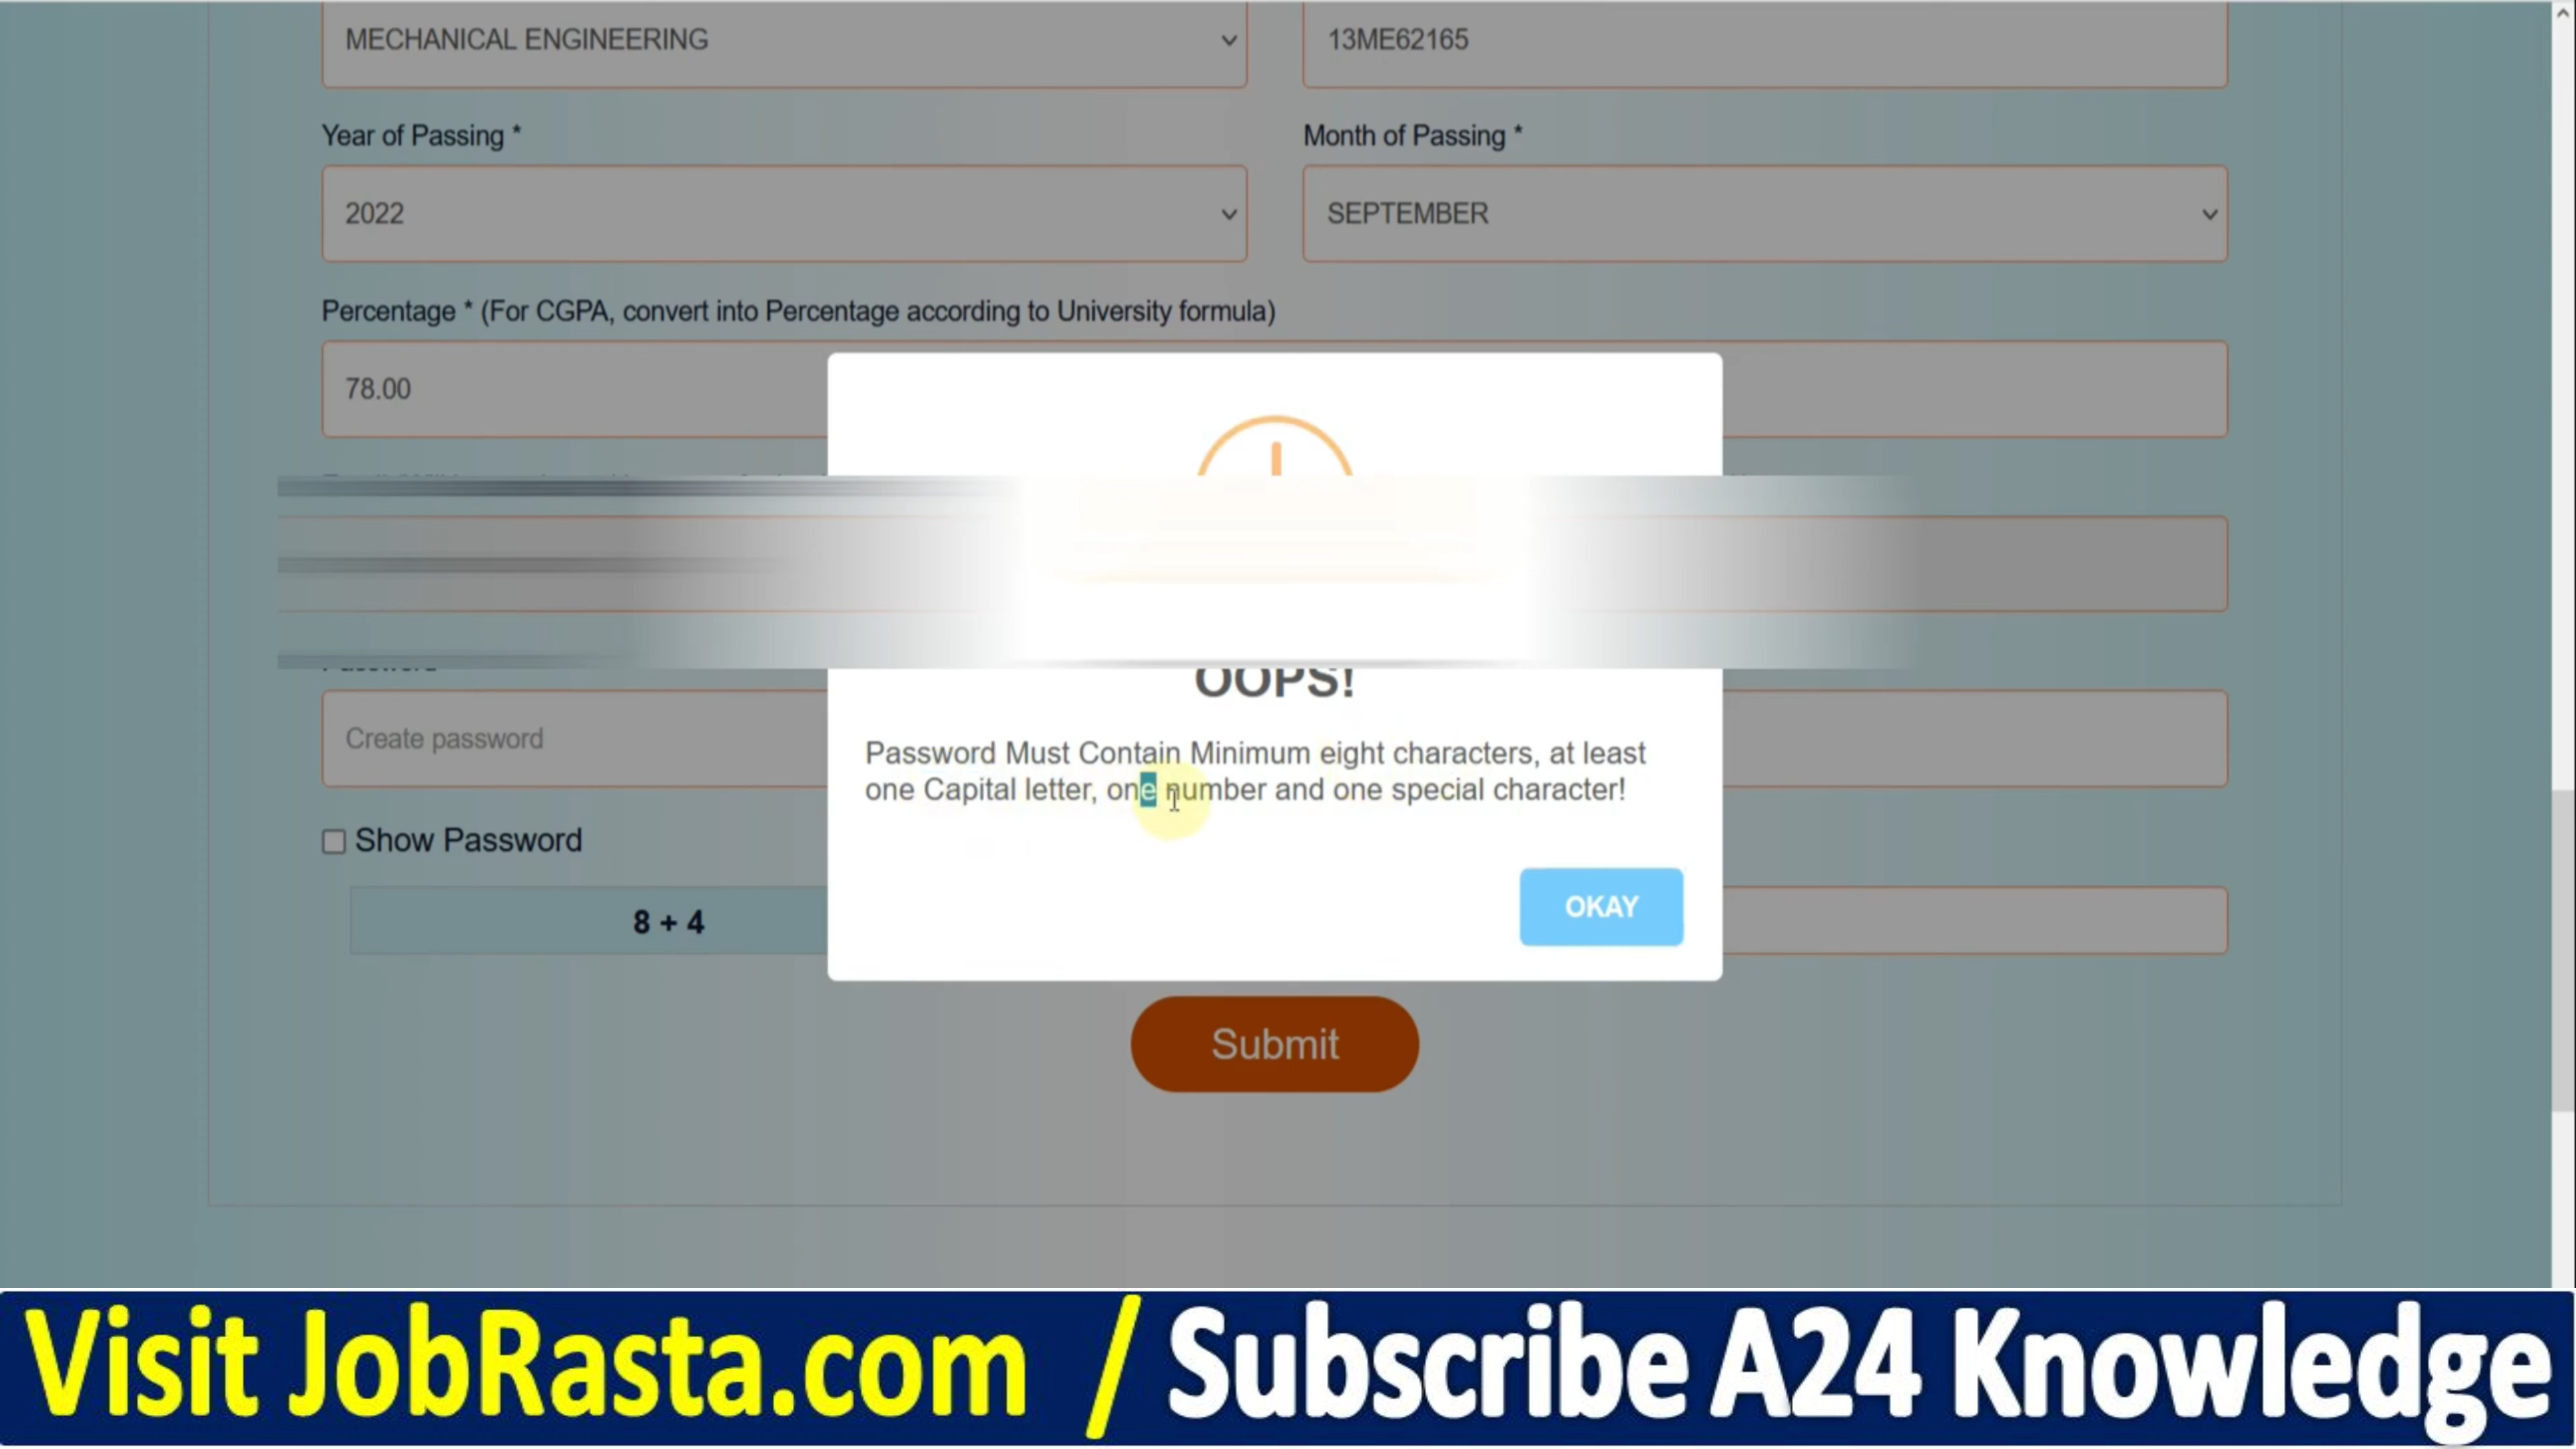 MECHANICAL ENGINEERING
13ME62165
Year of Passing *
Month of Passing *
2022
SEPTEMBER
Percentage * (For CGPA, convert into Percentage according to University formula)
78.00
OOPS!
Create password
Password Must Contain Minimum eight characters, at least
one Capital letter, one number and one special character!
Show Password
8 + 4
OKAY
Submit
Visit JobRasta.com / Subscribe A24 Knowledge